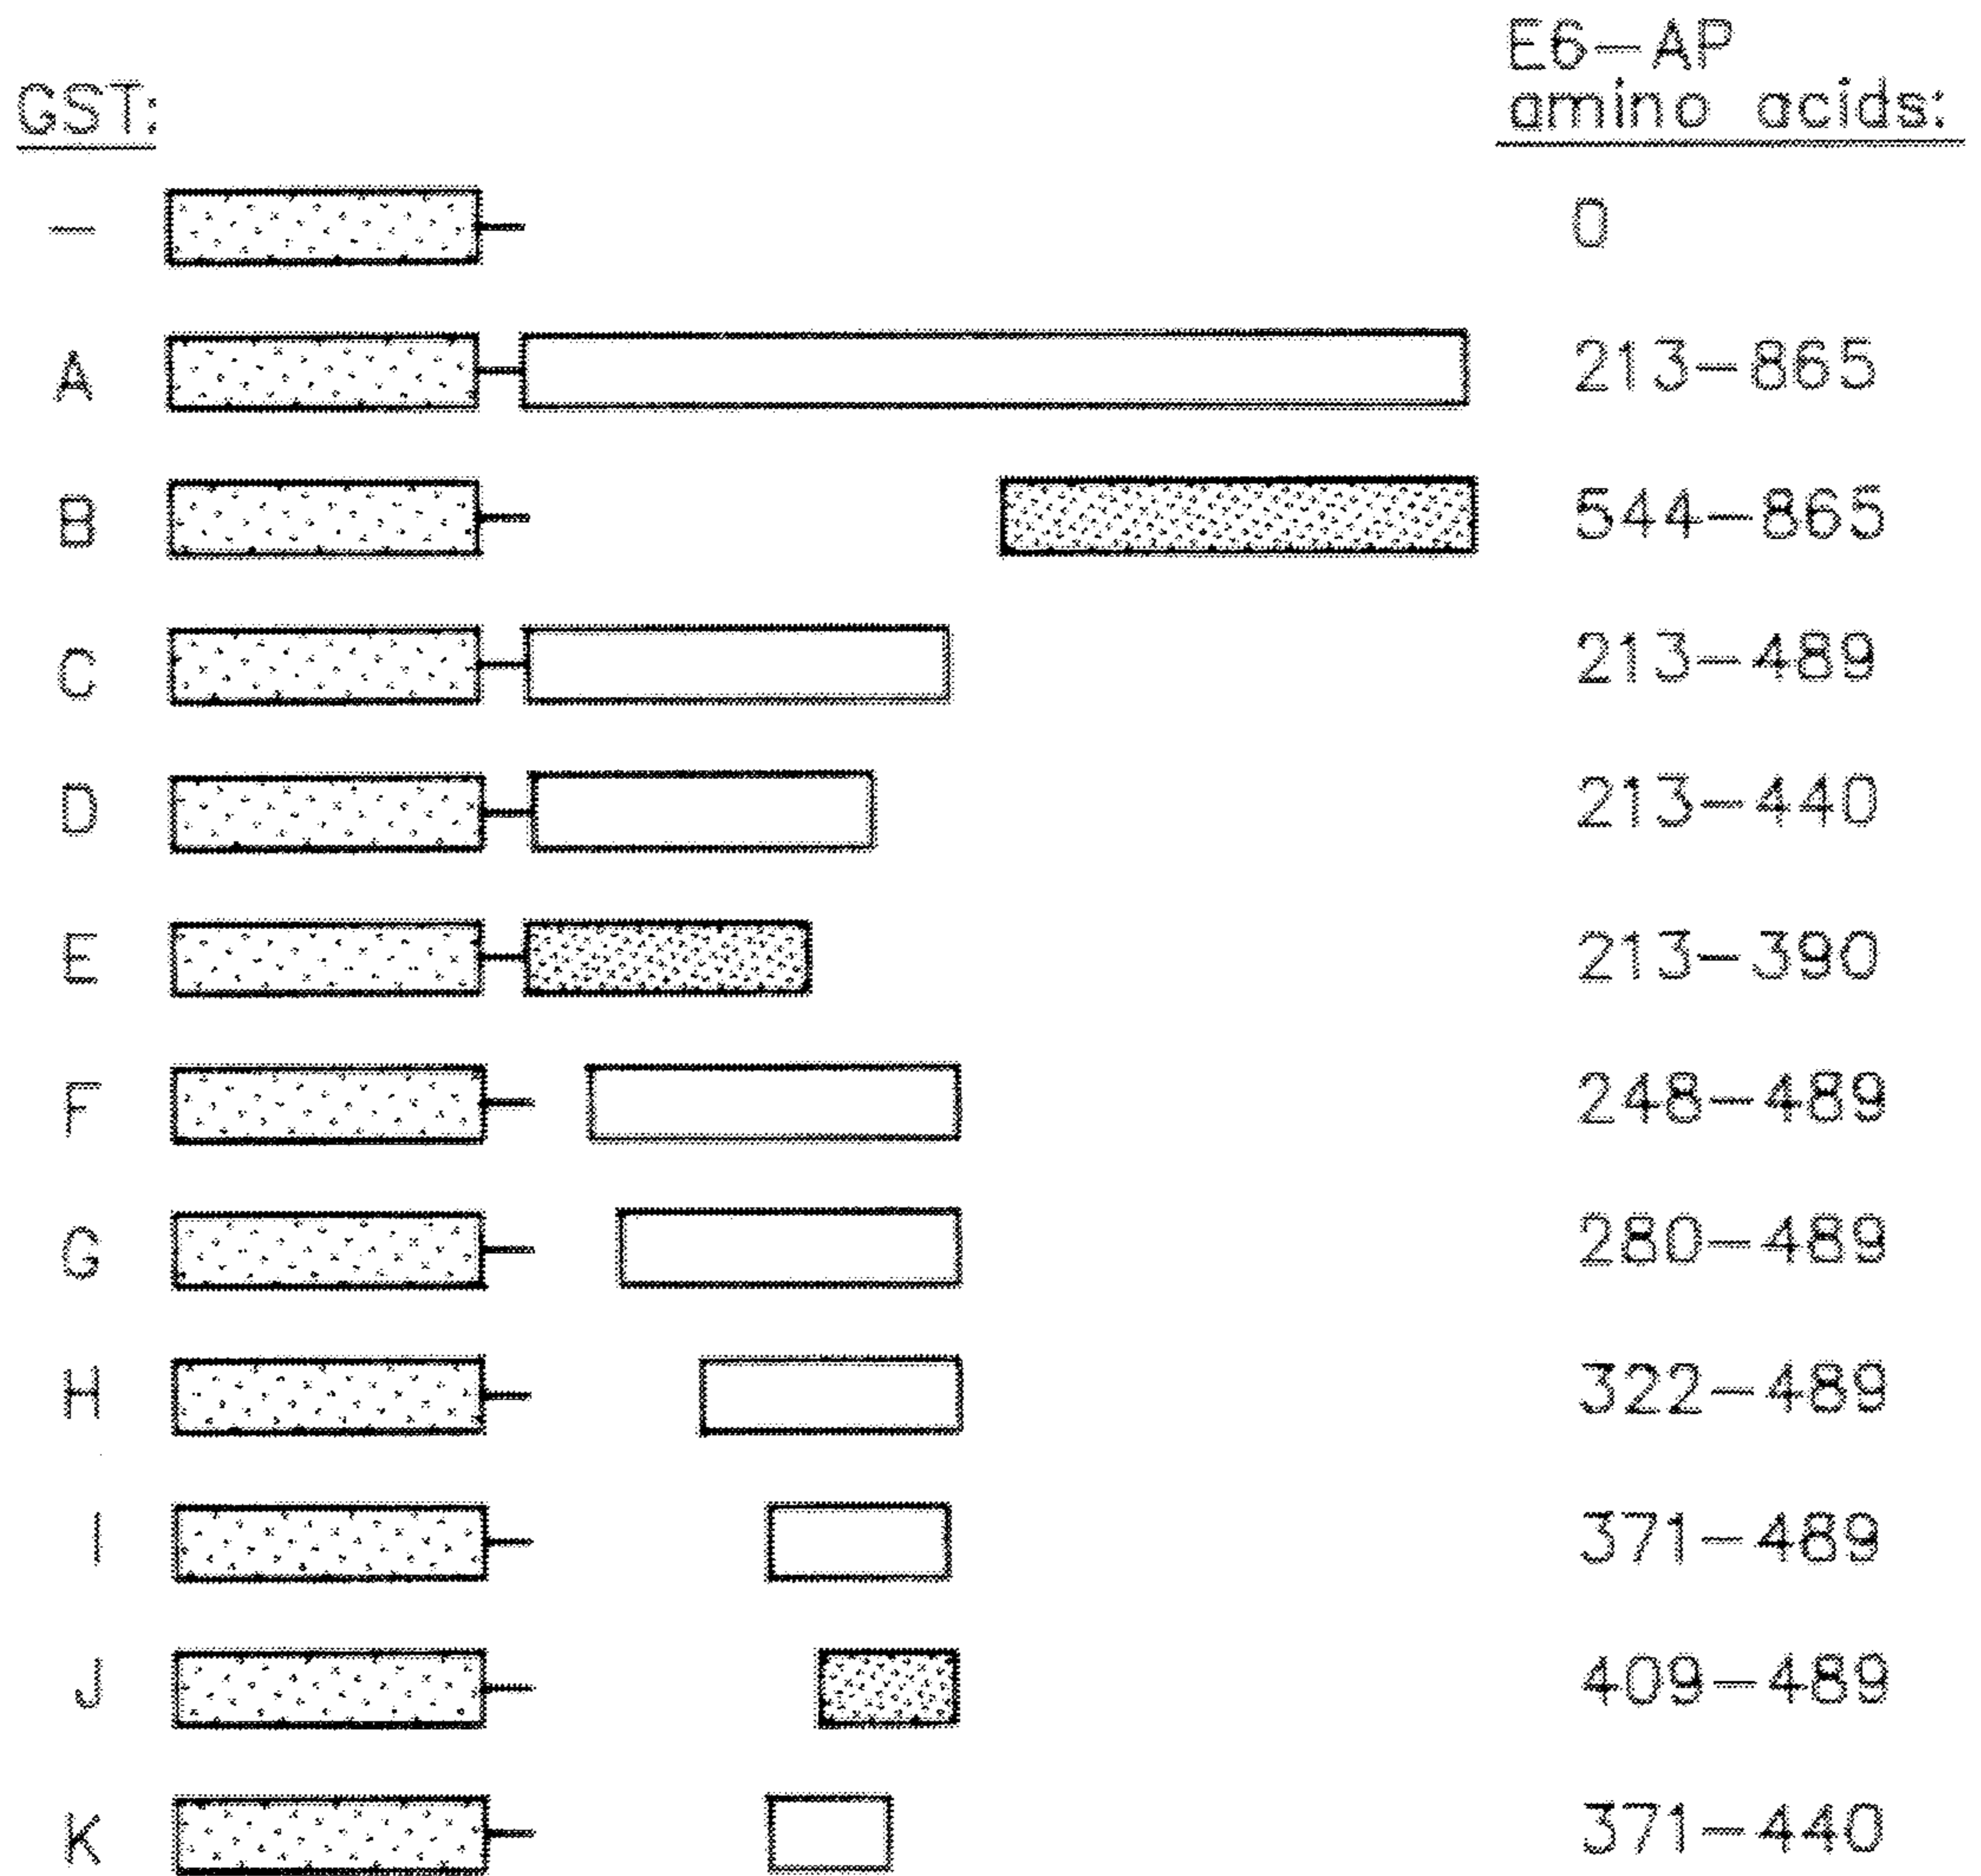 E6-AP
GST:
amino acids:
- 0
A 213-865
B 544-865
C 213-489
D 213-440
E 213-390
F 248-489
G 280-489
H 322-489
I 371-489
J 409-489
K 371-440